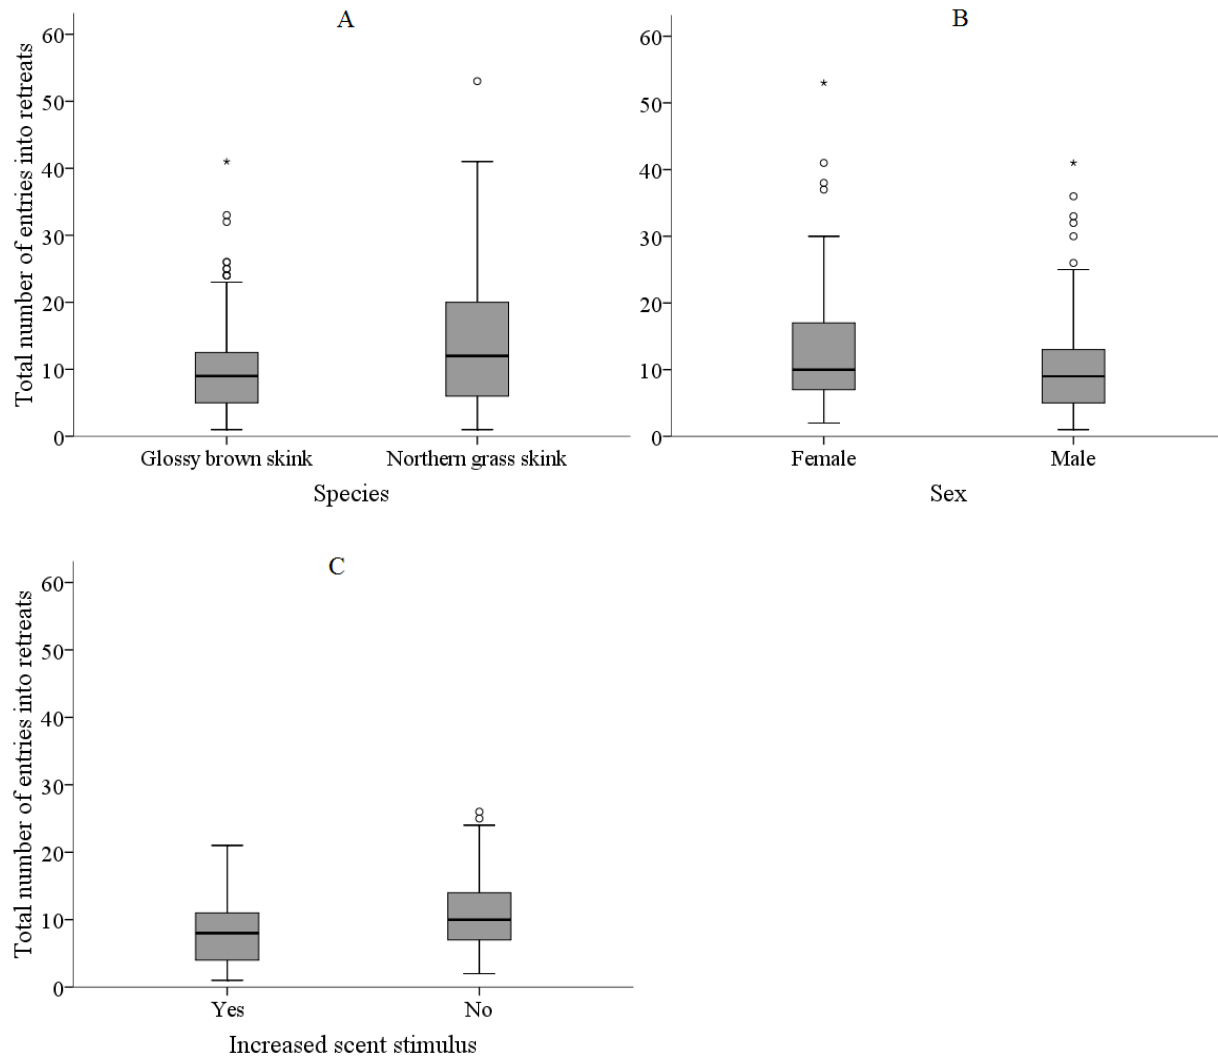 A
Total number of entries into retreats
60
50
40
30
20
10
0
Glossy brown skink
Northern grass skink
Species
B
60
50
40
30
20
10
0
Female
Male
Sex
C
Total number of entries into retreats
60
50
40
30
20
10
0
Yes
No
Increased scent stimulus